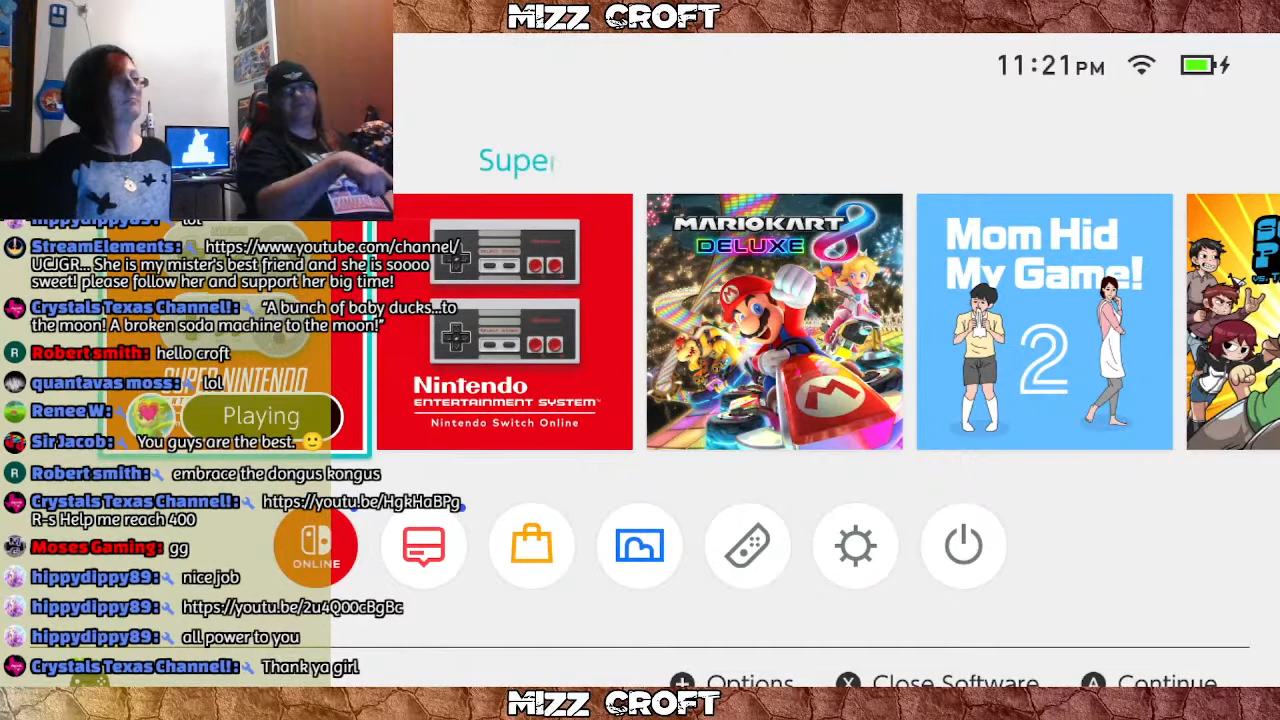 MIZZ CROFT
11:21PM
Super
hippydippy89: lol
StreamElements: https://www.youtube.com/channel/
UCJGR... She is my mister's best friend and she is soooo
sweet! please follow her and support her big time!
Crystals Texas Channel!: “A bunch of baby ducks...to
the moon! A broken soda machine to the moon!”
Robert smith: hello croft
quantavas moss: lol
ReneeW:
SirJacob: You guys are the best. 🙂
Robert smith: embrace the dongus kongus
Crystals Texas Channel!: https://youtu.be/HgkHaBPg
R-s Help me reach 400
Moses Gaming: gg
hippydippy89: nice job
hippydippy89: https://youtu.be/2u4Q00cBgBc
hippydippy89: all power to you
Crystals Texas Channel!: Thank ya girl
SUPER NINTENDO
Playing
Nintendo
ENTERTAINMENT SYSTEM™
Nintendo Switch Online
MARIOKART 8
DELUXE
Mom Hid
My Game!
2
ONLINE
+ Options
X Close Software
A Continue
MIZZ CROFT